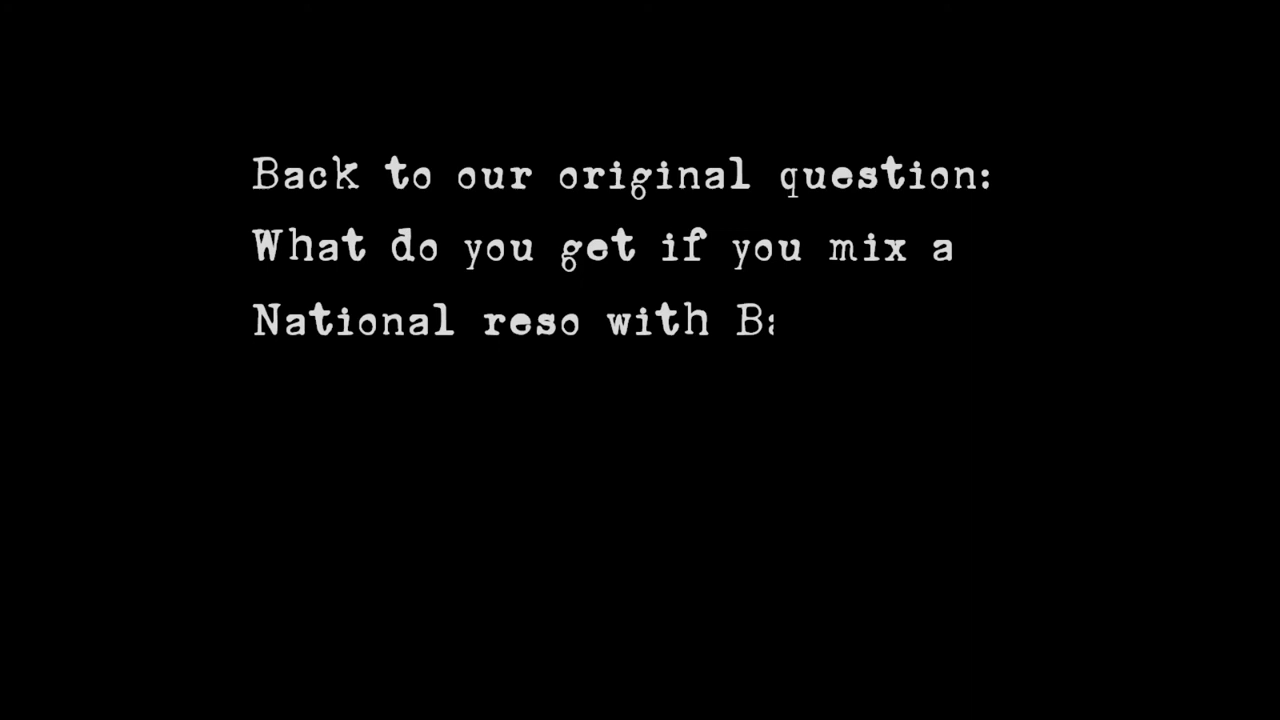 Back to our original question:
What do you get if you mix a
National reso with